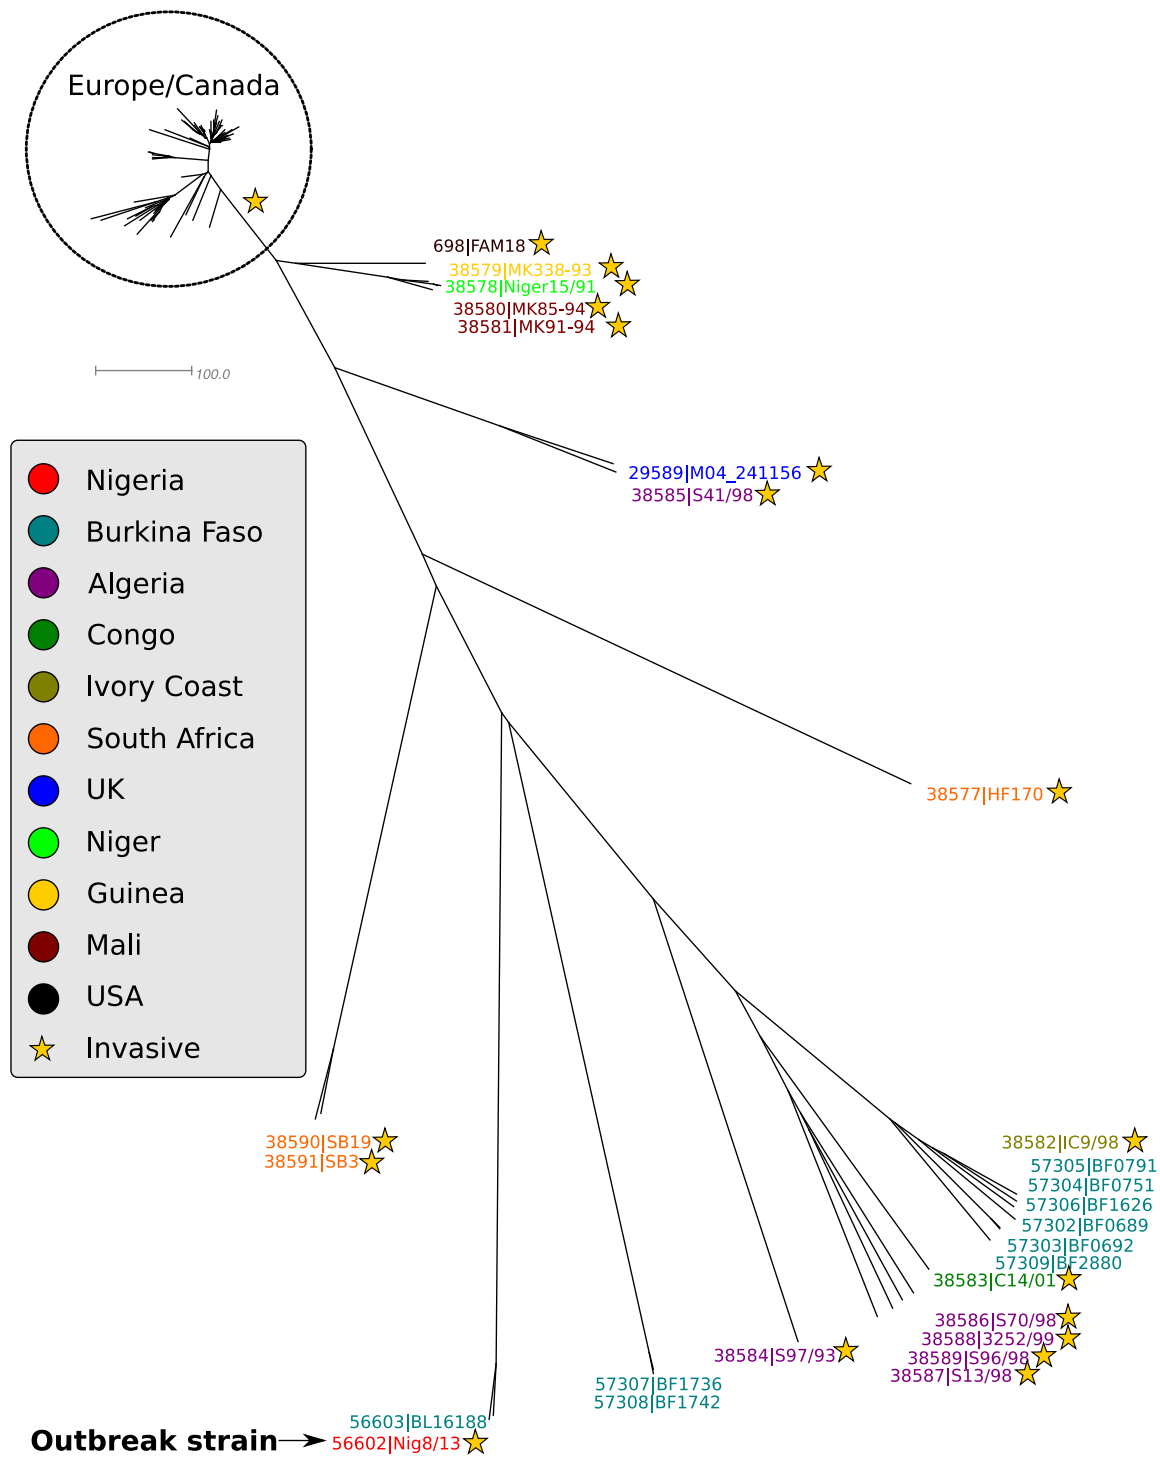 Europe/Canada
698|FAM18
38579|MK338-93
38578|Niger15/91
38580|MK85-94
38581|MK91-94
100.0
29589|M04_241156
38585|S41/98
Nigeria
Burkina Faso
Algeria
Congo
Ivory Coast
South Africa
UK
Niger
Guinea
Mali
USA
Invasive
38577|HF170
38590|SB19
38591|SB3
38582|IC9/98
57305|BF0791
57304|BF0751
57306|BF1626
57302|BF0689
57303|BF0692
57309|BF2880
38583|C14/01
38586|S70/98
38588|3252/99
38589|S96/98
38587|S13/98
38584|S97/93
57307|BF1736
57308|BF1742
56603|BL16188
Outbreak strain
56602|Nig8/13